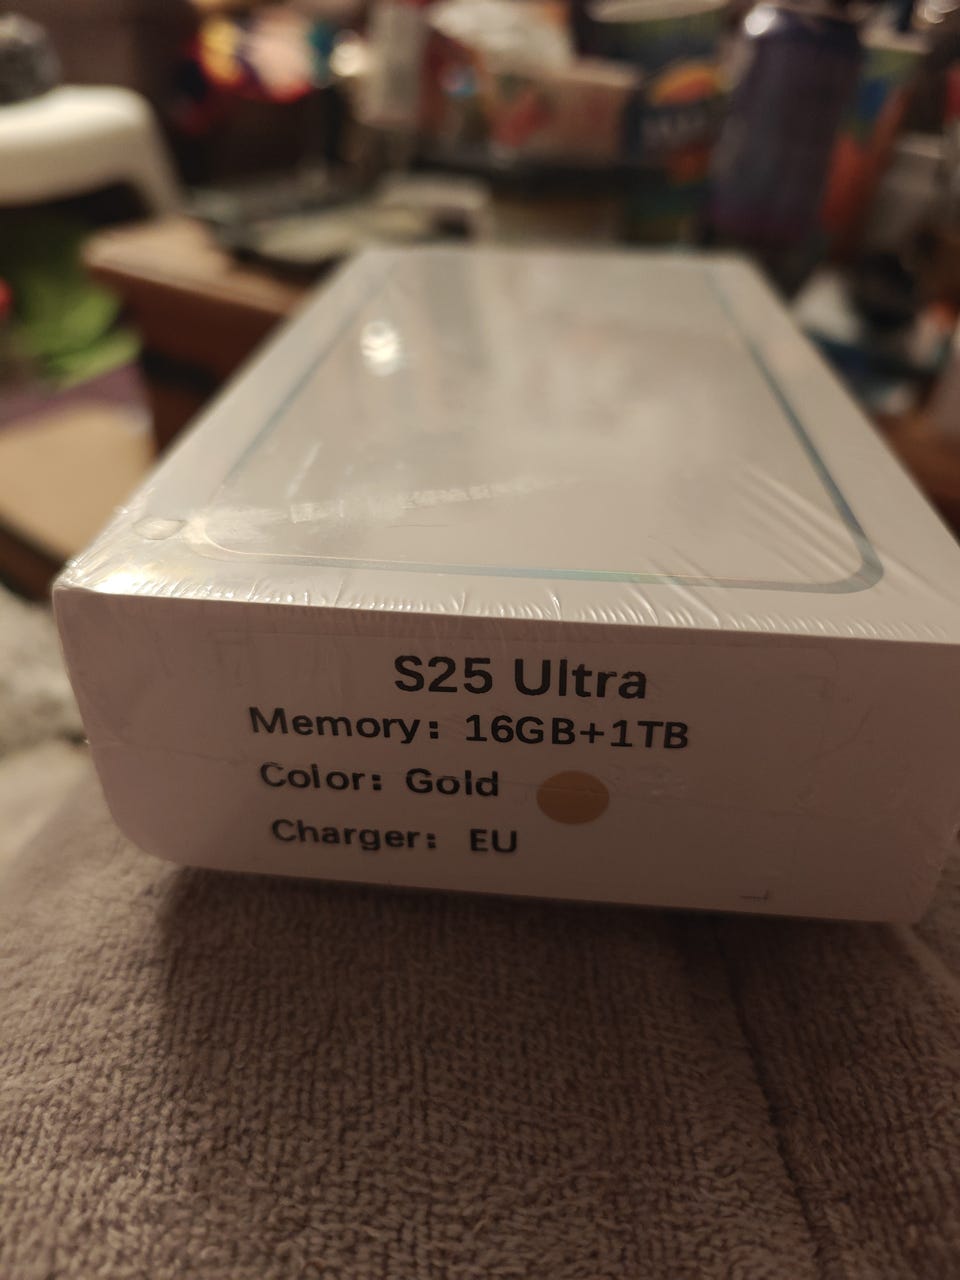 S25 Ultra
Memory: 16GB+1TB
Color: Gold
Charger: EU